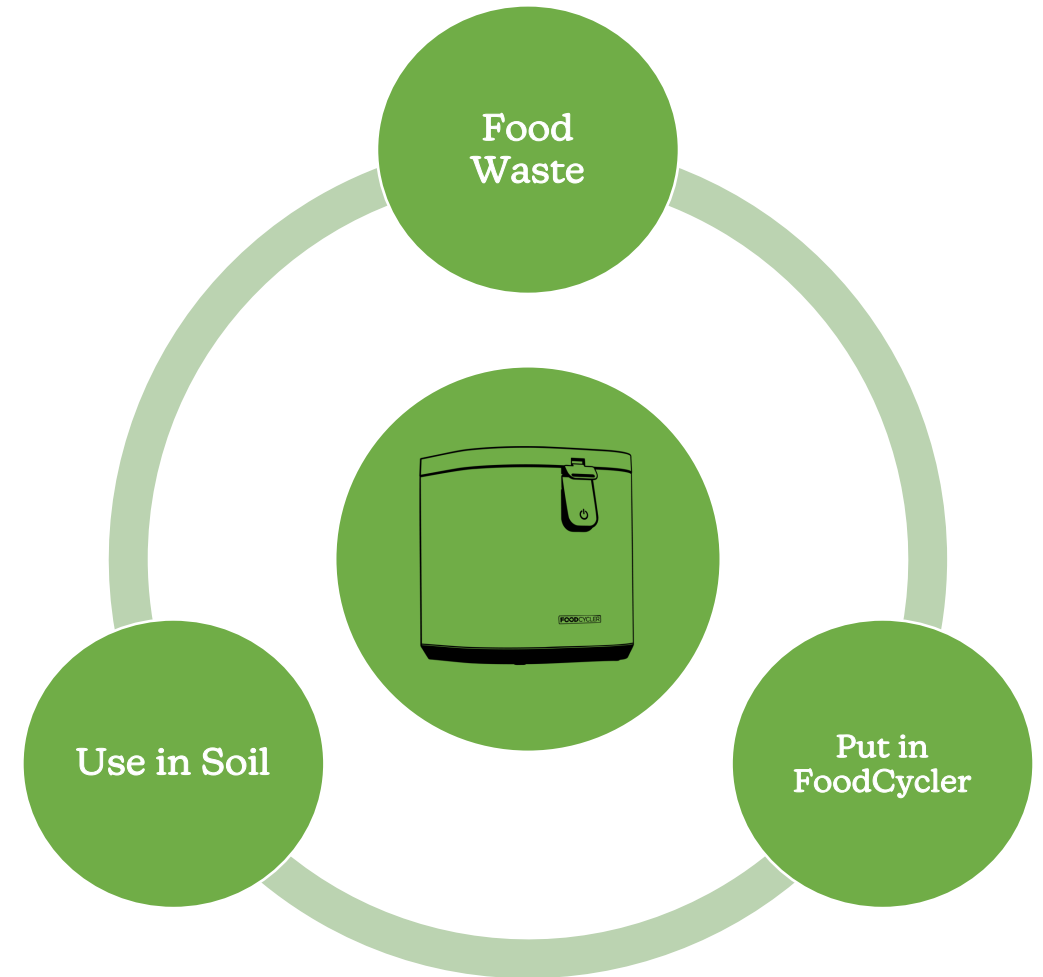 Food
Waste
FOODCYCLER
Use in Soil
Put in
FoodCycler